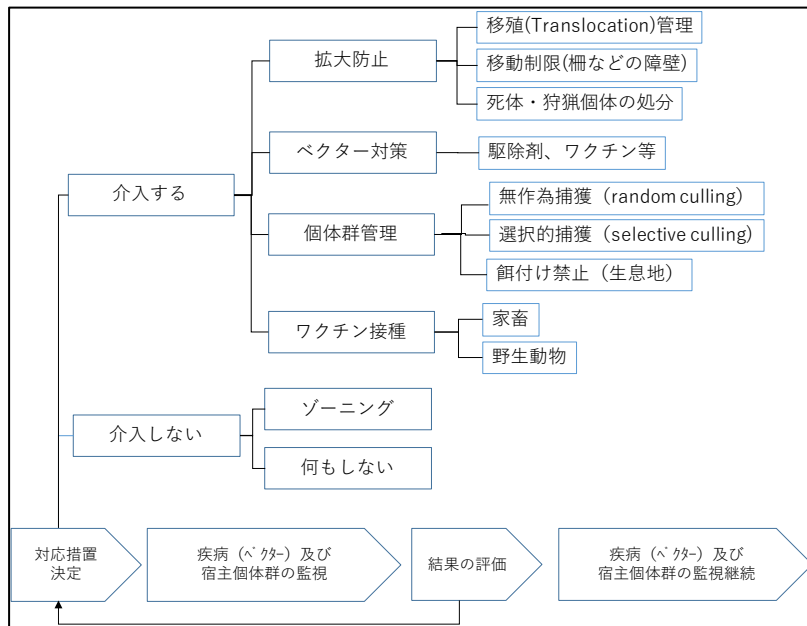 移殖(Translocation)管理
拡大防止
移動制限(柵などの障壁)
死体・狩猟個体の処分
ベクター対策
駆除剤、ワクチン等
介入する
無作為捕獲（random culling）
個体群管理
選択的捕獲（selective culling）
餌付け禁止（生息地）
ワクチン接種
家畜
野生動物
ゾーニング
介入しない
何もしない
対応措置
決定
疾病（ﾍﾞｸﾀｰ）及び
宿主個体群の監視
結果の評価
疾病（ﾍﾞｸﾀｰ）及び
宿主個体群の監視継続